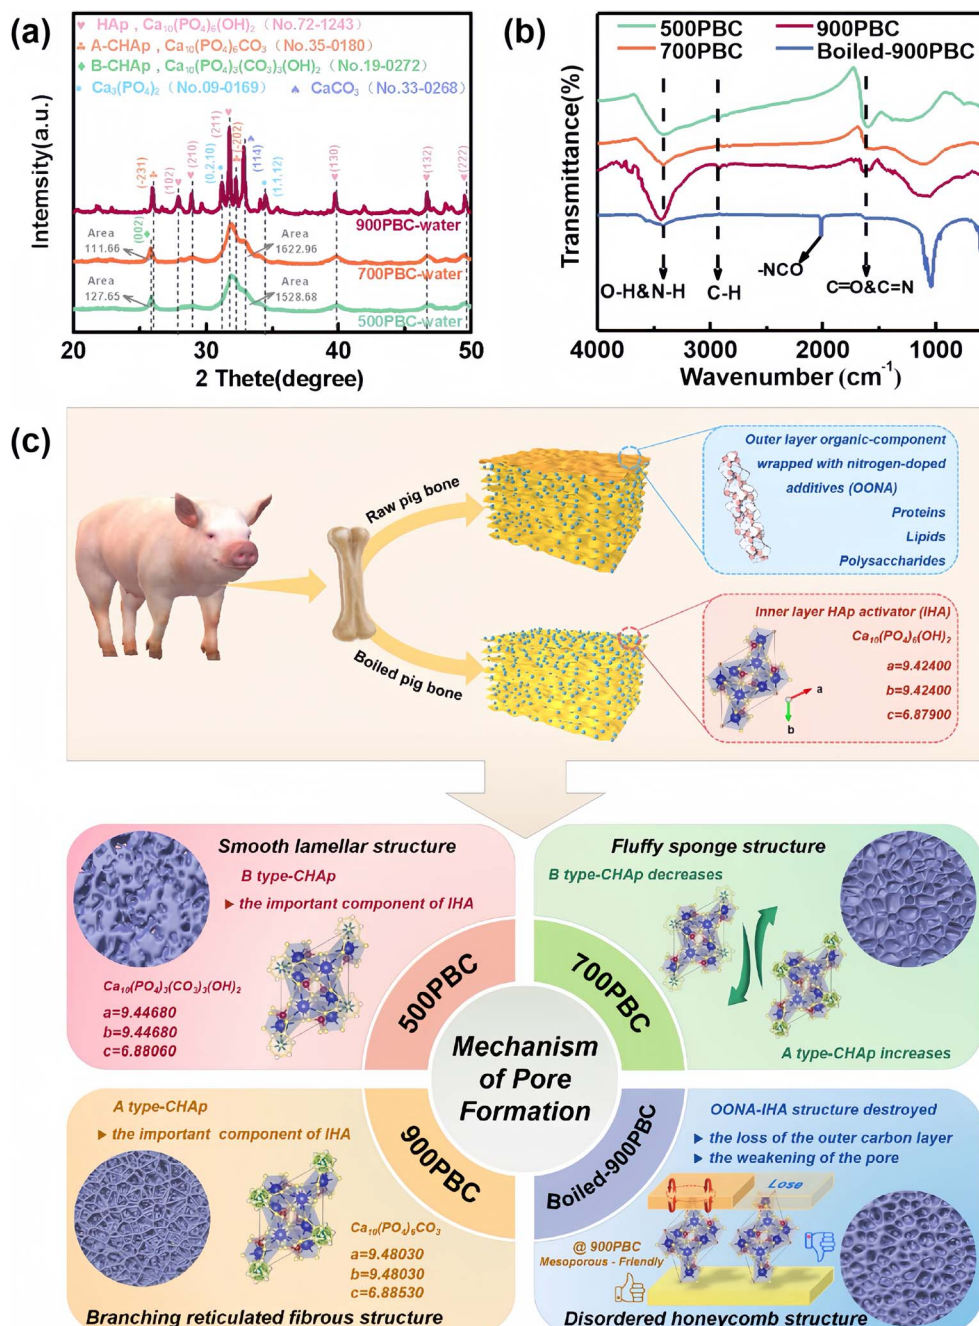 (a)
♥ HAp , Ca₁₀(PO₄)₆(OH)₂ (No.72-1243)
♣ A-CHAp , Ca₁₀(PO₄)₆CO₃ (No.35-0180)
♦ B-CHAp , Ca₁₀(PO₄)₃(CO₃)₃(OH)₂ (No.19-0272)
Ca₃(PO₄)₂ (No.09-0169) ♠ CaCO₃ (No.33-0268)
Intensity(a.u.)
(002)
(-231)
(102)
(210)
(0,2,10)
(211)
(-202)
(114)
(1,1,12)
(130)
(132)
(222)
900PBC-water
Area
111.66
Area
1622.96
700PBC-water
Area
127.65
Area
1528.68
500PBC-water
20 30 40 50
2 Thete(degree)
(b)
500PBC
900PBC
700PBC
Boiled-900PBC
Transmittance(%)
-NCO
O-H&N-H
C-H
C=O&C=N
4000 3000 2000 1000
Wavenumber (cm⁻¹)
(c)
Raw pig bone
Boiled pig bone
Outer layer organic-component
wrapped with nitrogen-doped
additives (OONA)
Proteins
Lipids
Polysaccharides
Inner layer HAp activator (IHA)
Ca₁₀(PO₄)₆(OH)₂
a=9.42400
b=9.42400
c=6.87900
a
b
Smooth lamellar structure
B type-CHAp
▶ the important component of IHA
Ca₁₀(PO₄)₃(CO₃)₃(OH)₂
a=9.44680
b=9.44680
c=6.88060
500PBC
Fluffy sponge structure
B type-CHAp decreases
A type-CHAp increases
700PBC
Mechanism
of Pore
Formation
A type-CHAp
▶ the important component of IHA
Ca₁₀(PO₄)₆CO₃
a=9.48030
b=9.48030
c=6.88530
Branching reticulated fibrous structure
900PBC
Boiled-900PBC
OONA-IHA structure destroyed
▶ the loss of the outer carbon layer
▶ the weakening of the pore
Lose
@ 900PBC
Mesoporous - Friendly
Disordered honeycomb structure